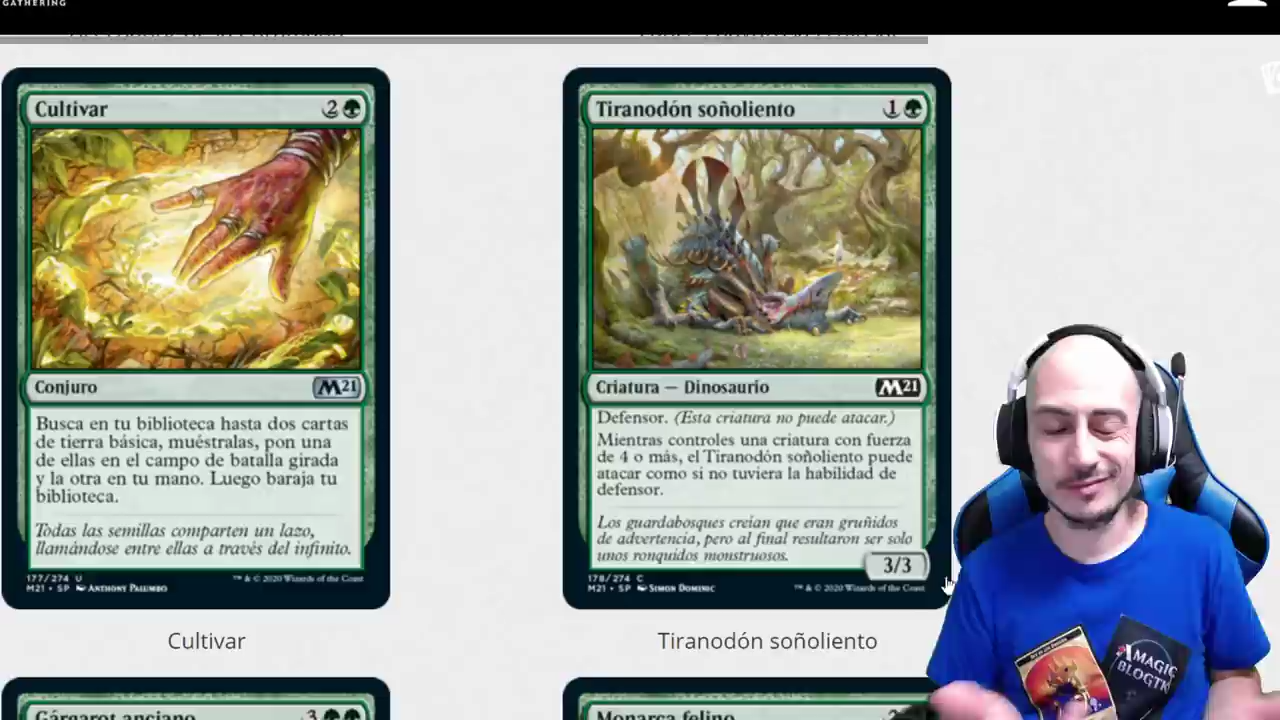 GATHERING
Cultivar 2
Conjuro M21
Busca en tu biblioteca hasta dos cartas
de tierra básica, muéstralas, pon una
de ellas en el campo de batalla girada
y la otra en tu mano. Luego baraja tu
biblioteca.
Todas las semillas comparten un lazo,
llamándose entre ellas a través del infinito.
177/274 U
M21 • SP Anthony Palumbo
™ & © 2020 Wizards of the Coast
Cultivar
Tiranodón soñoliento 1
Criatura — Dinosaurio M21
Defensor. (Esta criatura no puede atacar.)
Mientras controles una criatura con fuerza
de 4 o más, el Tiranodón soñoliento puede
atacar como si no tuviera la habilidad de
defensor.
Los guardabosques creían que eran gruñidos
de advertencia, pero al final resultaron ser solo
unos ronquidos monstruosos.
3/3
178/274 C
M21 • SP Simon Dominic
™ & © 2020 Wizards of the Coast
Tiranodón soñoliento
Gárgarot anciano 3
Monarca felino
AMAGIC
BLOGTK